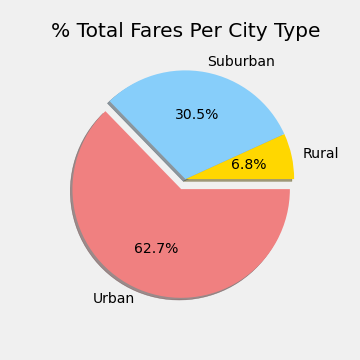 % Total Fares Per City Type
Suburban
30.5%
Rural
6.8%
62.7%
Urban